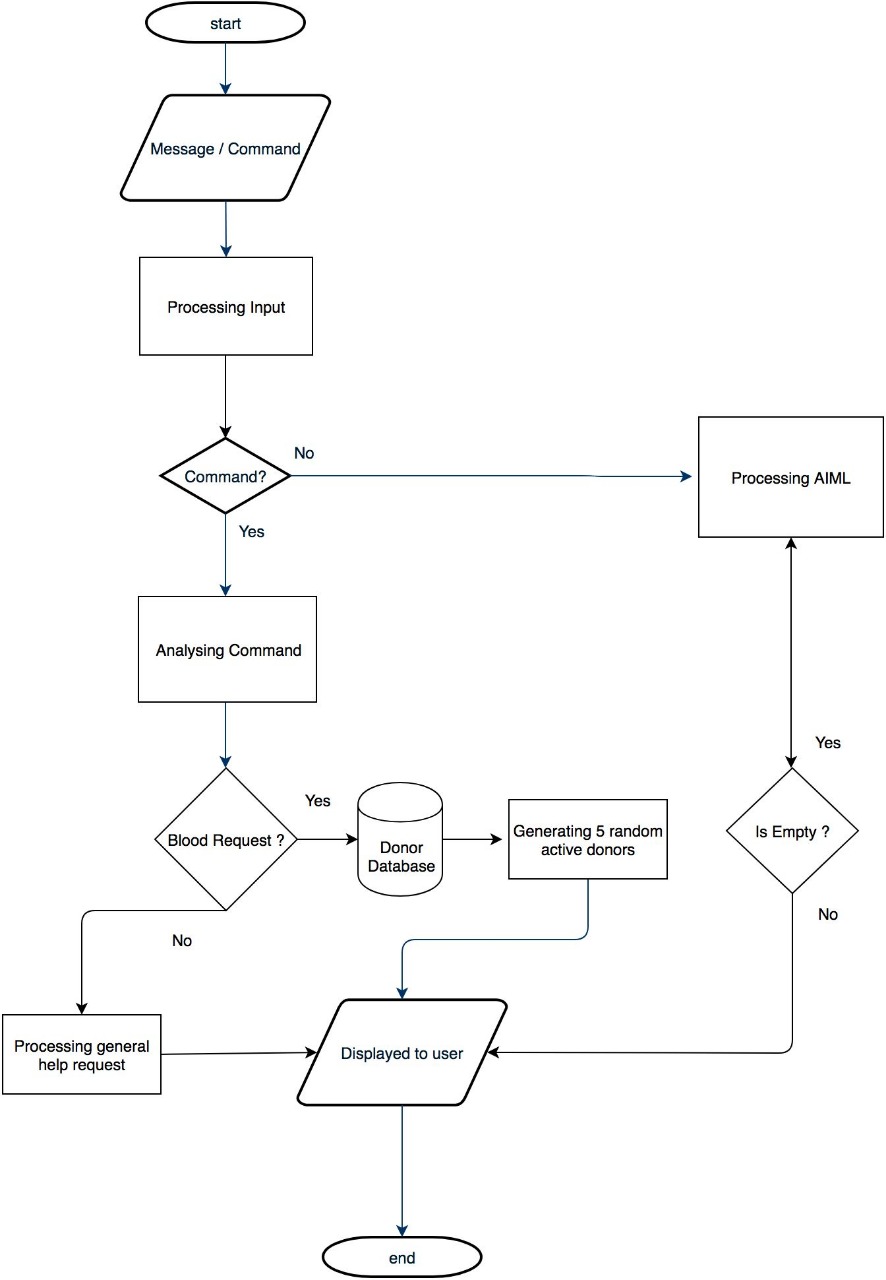 start
Message / Command
Processing Input
Command?
No
Processing AIML
Yes
Analysing Command
Blood Request ?
Yes
Donor
Database
Generating 5 random
active donors
Yes
Is Empty ?
No
No
Processing general
help request
Displayed to user
end